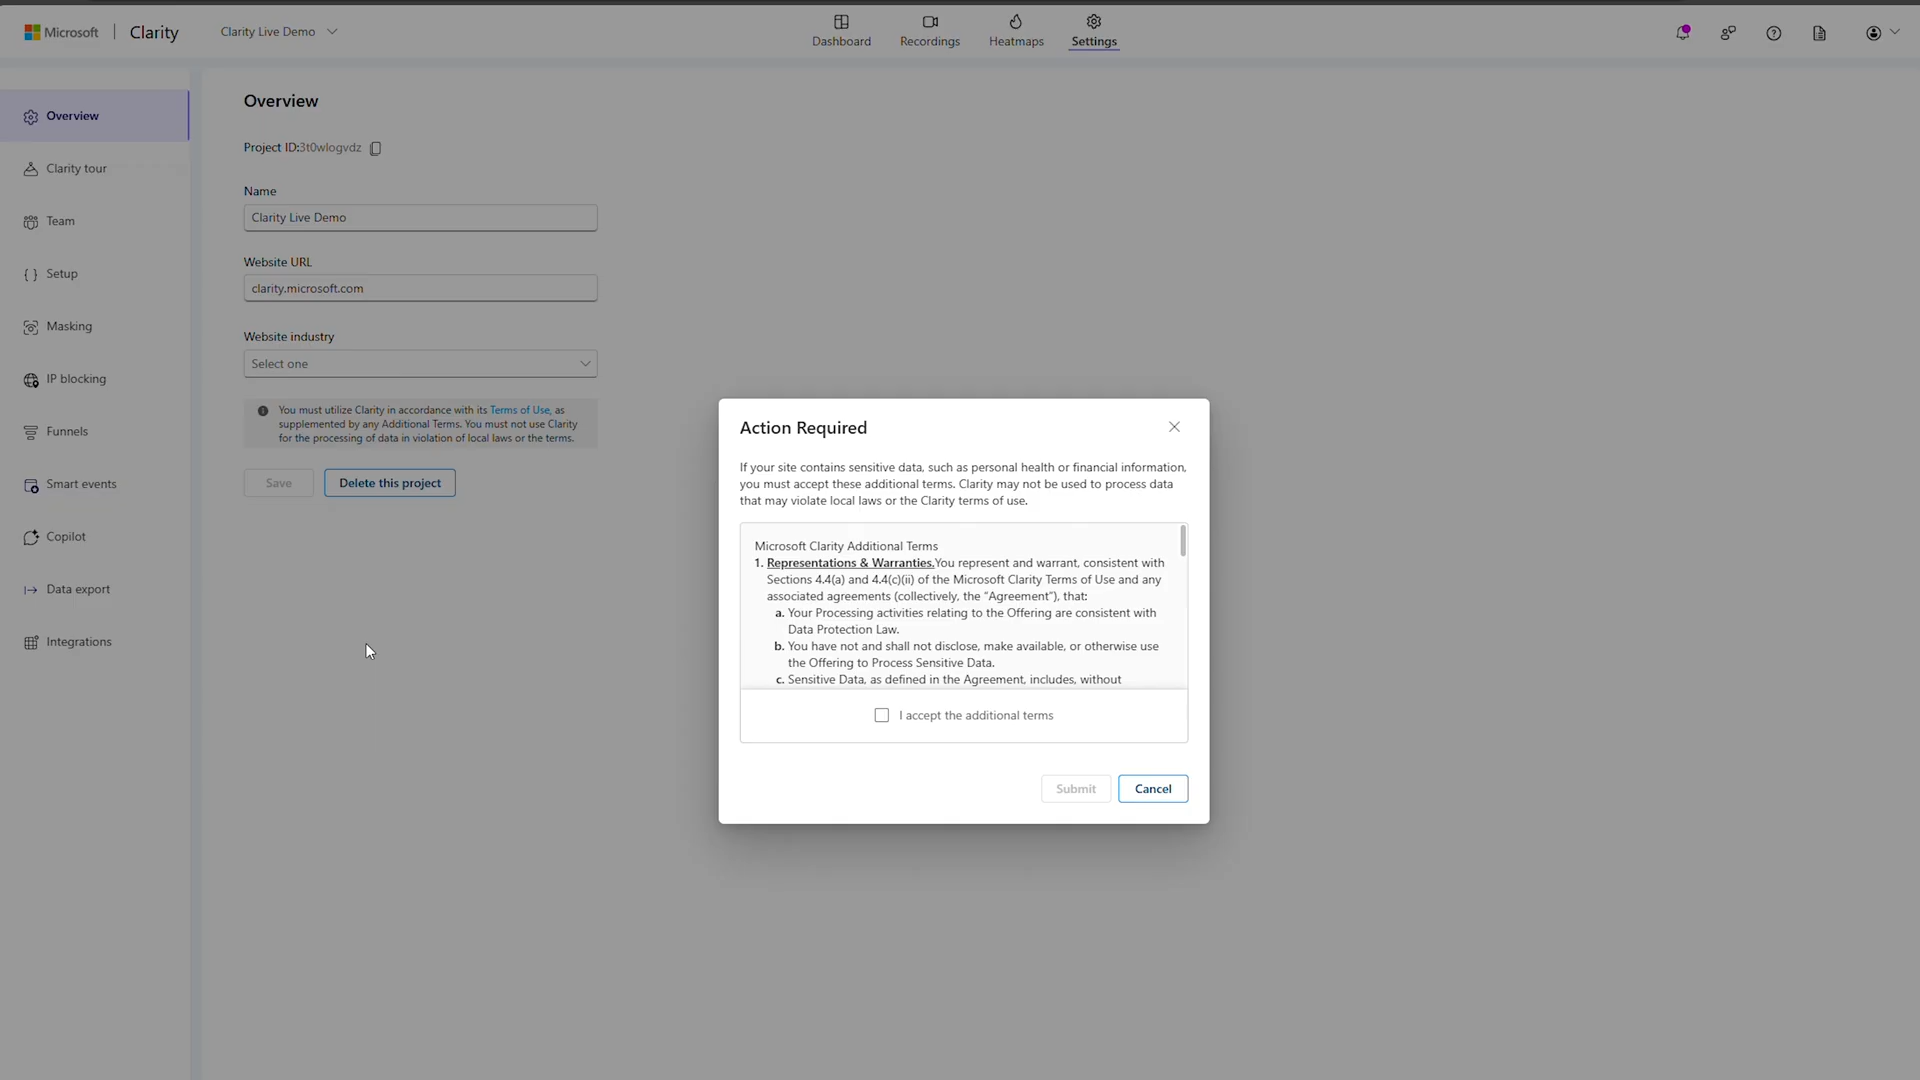 Microsoft | Clarity
Clarity Live Demo
Dashboard
Recordings
Heatmaps
Settings
Overview
Clarity tour
Team
Setup
Masking
IP blocking
Funnels
Smart events
Copilot
Data export
Integrations
Overview
Project ID:3t0wlogvdz
Name
Clarity Live Demo
Website URL
clarity.microsoft.com
Website industry
Select one
You must utilize Clarity in accordance with its Terms of Use, as
supplemented by any Additional Terms. You must not use Clarity
for the processing of data in violation of local laws or the terms.
Save
Delete this project
Action Required
If your site contains sensitive data, such as personal health or financial information,
you must accept these additional terms. Clarity may not be used to process data
that may violate local laws or the Clarity terms of use.
Microsoft Clarity Additional Terms
1. Representations & Warranties.You represent and warrant, consistent with
Sections 4.4(a) and 4.4(c)(ii) of the Microsoft Clarity Terms of Use and any
associated agreements (collectively, the “Agreement”), that:
a. Your Processing activities relating to the Offering are consistent with
Data Protection Law.
b. You have not and shall not disclose, make available, or otherwise use
the Offering to Process Sensitive Data.
c. Sensitive Data, as defined in the Agreement, includes, without
I accept the additional terms
Submit
Cancel